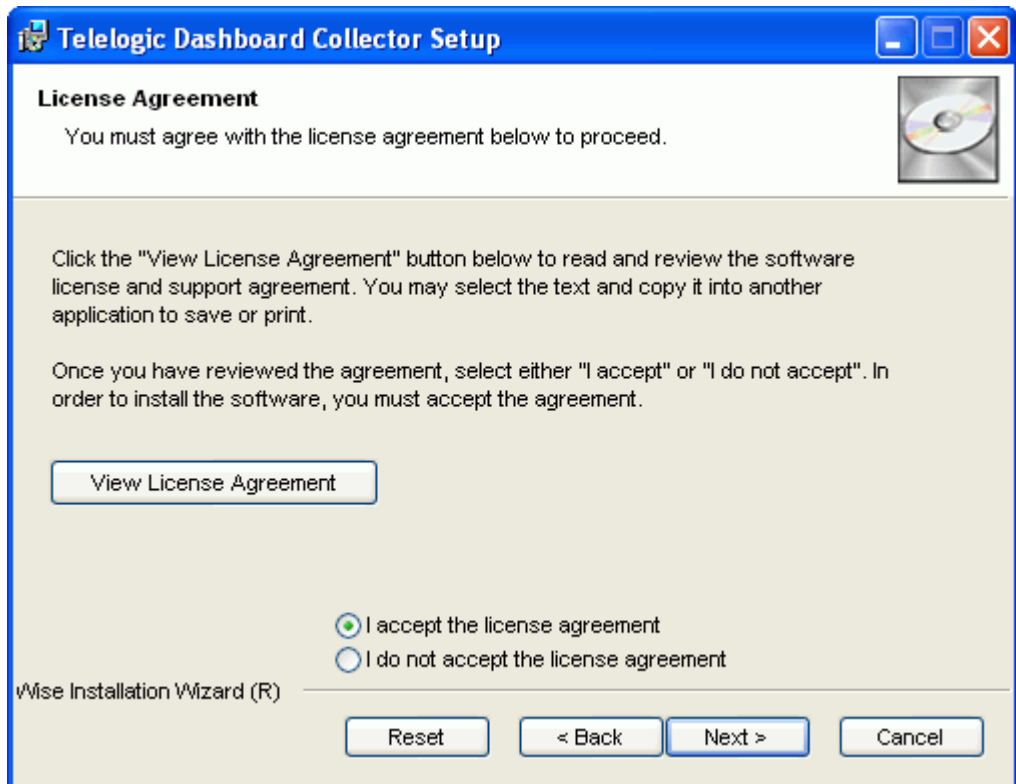 Telelogic Dashboard Collector Setup
License Agreement
You must agree with the license agreement below to proceed.
Click the "View License Agreement" button below to read and review the software
license and support agreement. You may select the text and copy it into another
application to save or print.
Once you have reviewed the agreement, select either "I accept" or "I do not accept". In
order to install the software, you must accept the agreement.
View License Agreement
I accept the license agreement
I do not accept the license agreement
Wise Installation Wizard (R)
Reset
< Back
Next >
Cancel